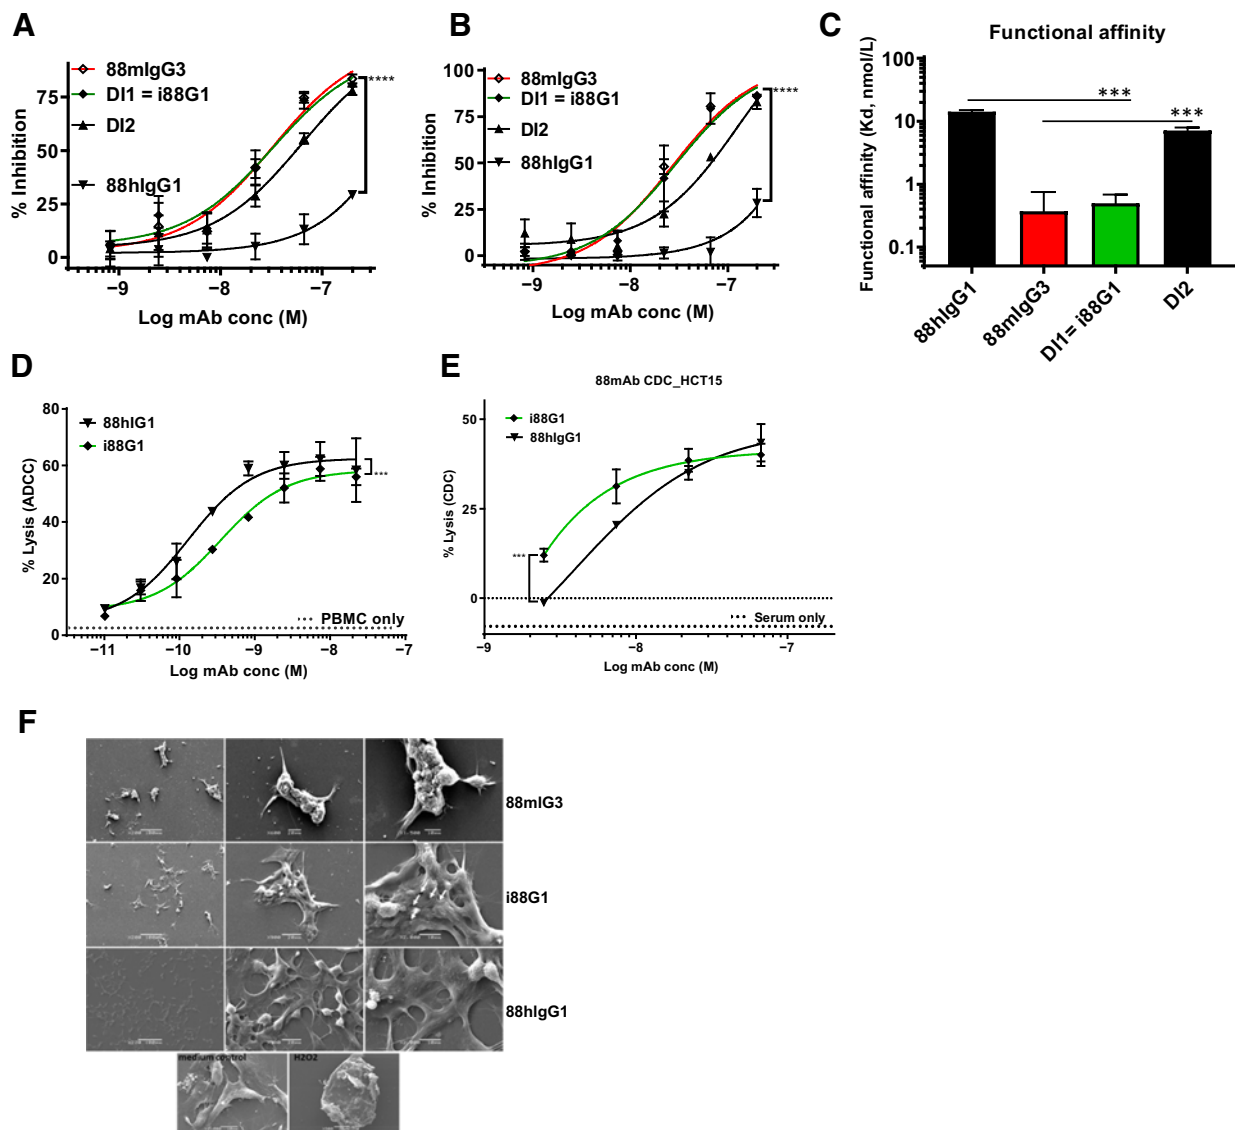 A
88mIgG3
DI1 = i88G1
DI2
88hIgG1
****
% Inhibition
75
50
25
0
−9
−8
−7
Log mAb conc (M)
B
88mIgG3
DI1 = i88G1
DI2
88hIgG1
****
% Inhibition
100
75
50
25
0
−9
−8
−7
Log mAb conc (M)
C
Functional affinity
Functional affinity (Kd, nmol/L)
100
10
1
0.1
***
***
88hIgG1
88mIgG3
DI1= i88G1
DI2
D
88hIG1
i88G1
***
% Lysis (ADCC)
80
60
40
20
0
PBMC only
−11
−10
−9
−8
−7
Log mAb conc (M)
E
88mAb CDC_HCT15
i88G1
88hIgG1
***
% Lysis (CDC)
50
25
0
Serum only
−9
−8
−7
Log mAb conc (M)
F
88mIG3
i88G1
88hIgG1
medium control
H2O2